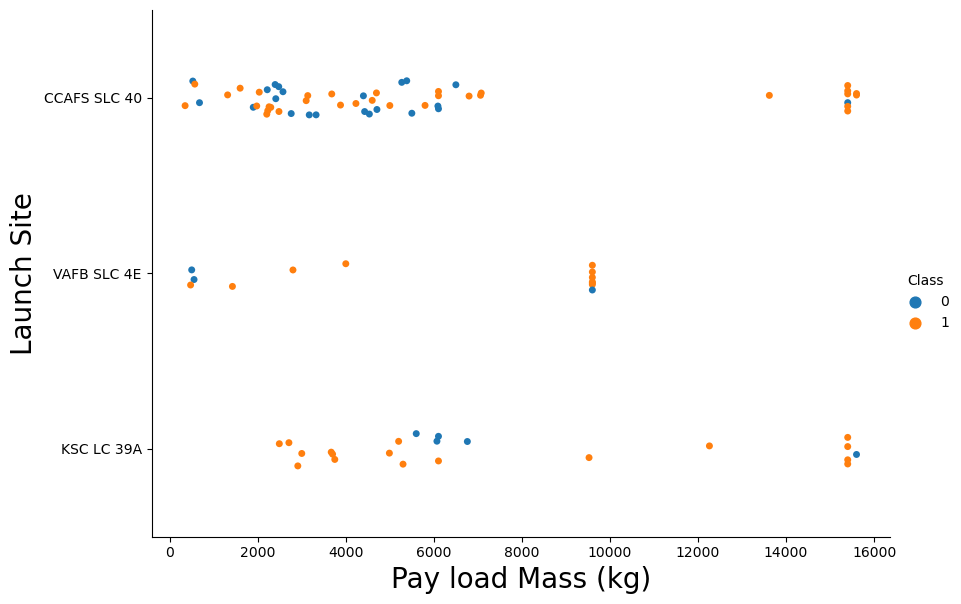 Launch Site
CCAFS SLC 40
VAFB SLC 4E
KSC LC 39A
0 2000 4000 6000 8000 10000 12000 14000 16000
Pay load Mass (kg)
Class
0
1